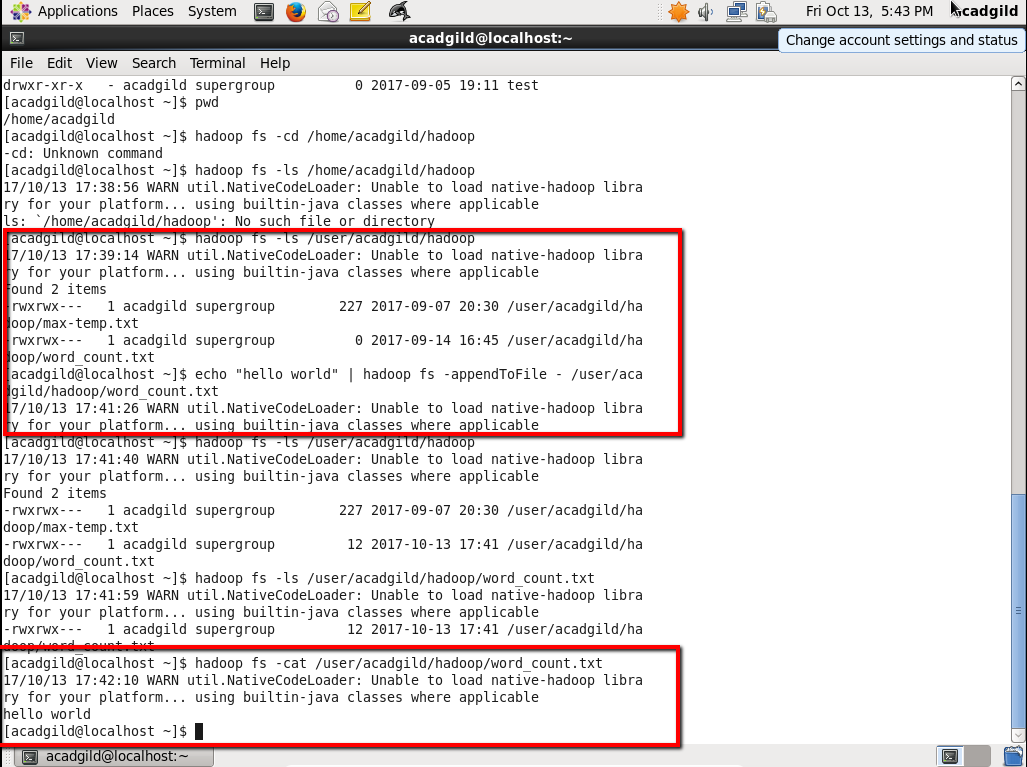 Applications Places System Fri Oct 13, 5:43 PM acadgild
acadgild@localhost:~
Change account settings and status
File Edit View Search Terminal Help
drwxr-xr-x   - acadgild supergroup          0 2017-09-05 19:11 test
[acadgild@localhost ~]$ pwd
/home/acadgild
[acadgild@localhost ~]$ hadoop fs -cd /home/acadgild/hadoop
-cd: Unknown command
[acadgild@localhost ~]$ hadoop fs -ls /home/acadgild/hadoop
17/10/13 17:38:56 WARN util.NativeCodeLoader: Unable to load native-hadoop libra
ry for your platform... using builtin-java classes where applicable
ls: `/home/acadgild/hadoop': No such file or directory
[acadgild@localhost ~]$ hadoop fs -ls /user/acadgild/hadoop
17/10/13 17:39:14 WARN util.NativeCodeLoader: Unable to load native-hadoop libra
ry for your platform... using builtin-java classes where applicable
Found 2 items
-rwxrwx---   1 acadgild supergroup        227 2017-09-07 20:30 /user/acadgild/ha
doop/max-temp.txt
-rwxrwx---   1 acadgild supergroup          0 2017-09-14 16:45 /user/acadgild/ha
doop/word_count.txt
[acadgild@localhost ~]$ echo "hello world" | hadoop fs -appendToFile - /user/aca
dgild/hadoop/word_count.txt
17/10/13 17:41:26 WARN util.NativeCodeLoader: Unable to load native-hadoop libra
ry for your platform... using builtin-java classes where applicable
[acadgild@localhost ~]$ hadoop fs -ls /user/acadgild/hadoop
17/10/13 17:41:40 WARN util.NativeCodeLoader: Unable to load native-hadoop libra
ry for your platform... using builtin-java classes where applicable
Found 2 items
-rwxrwx---   1 acadgild supergroup        227 2017-09-07 20:30 /user/acadgild/ha
doop/max-temp.txt
-rwxrwx---   1 acadgild supergroup         12 2017-10-13 17:41 /user/acadgild/ha
doop/word_count.txt
[acadgild@localhost ~]$ hadoop fs -ls /user/acadgild/hadoop/word_count.txt
17/10/13 17:41:59 WARN util.NativeCodeLoader: Unable to load native-hadoop libra
ry for your platform... using builtin-java classes where applicable
-rwxrwx---   1 acadgild supergroup         12 2017-10-13 17:41 /user/acadgild/ha
doop/word_count.txt
[acadgild@localhost ~]$ hadoop fs -cat /user/acadgild/hadoop/word_count.txt
17/10/13 17:42:10 WARN util.NativeCodeLoader: Unable to load native-hadoop libra
ry for your platform... using builtin-java classes where applicable
hello world
[acadgild@localhost ~]$
acadgild@localhost:~